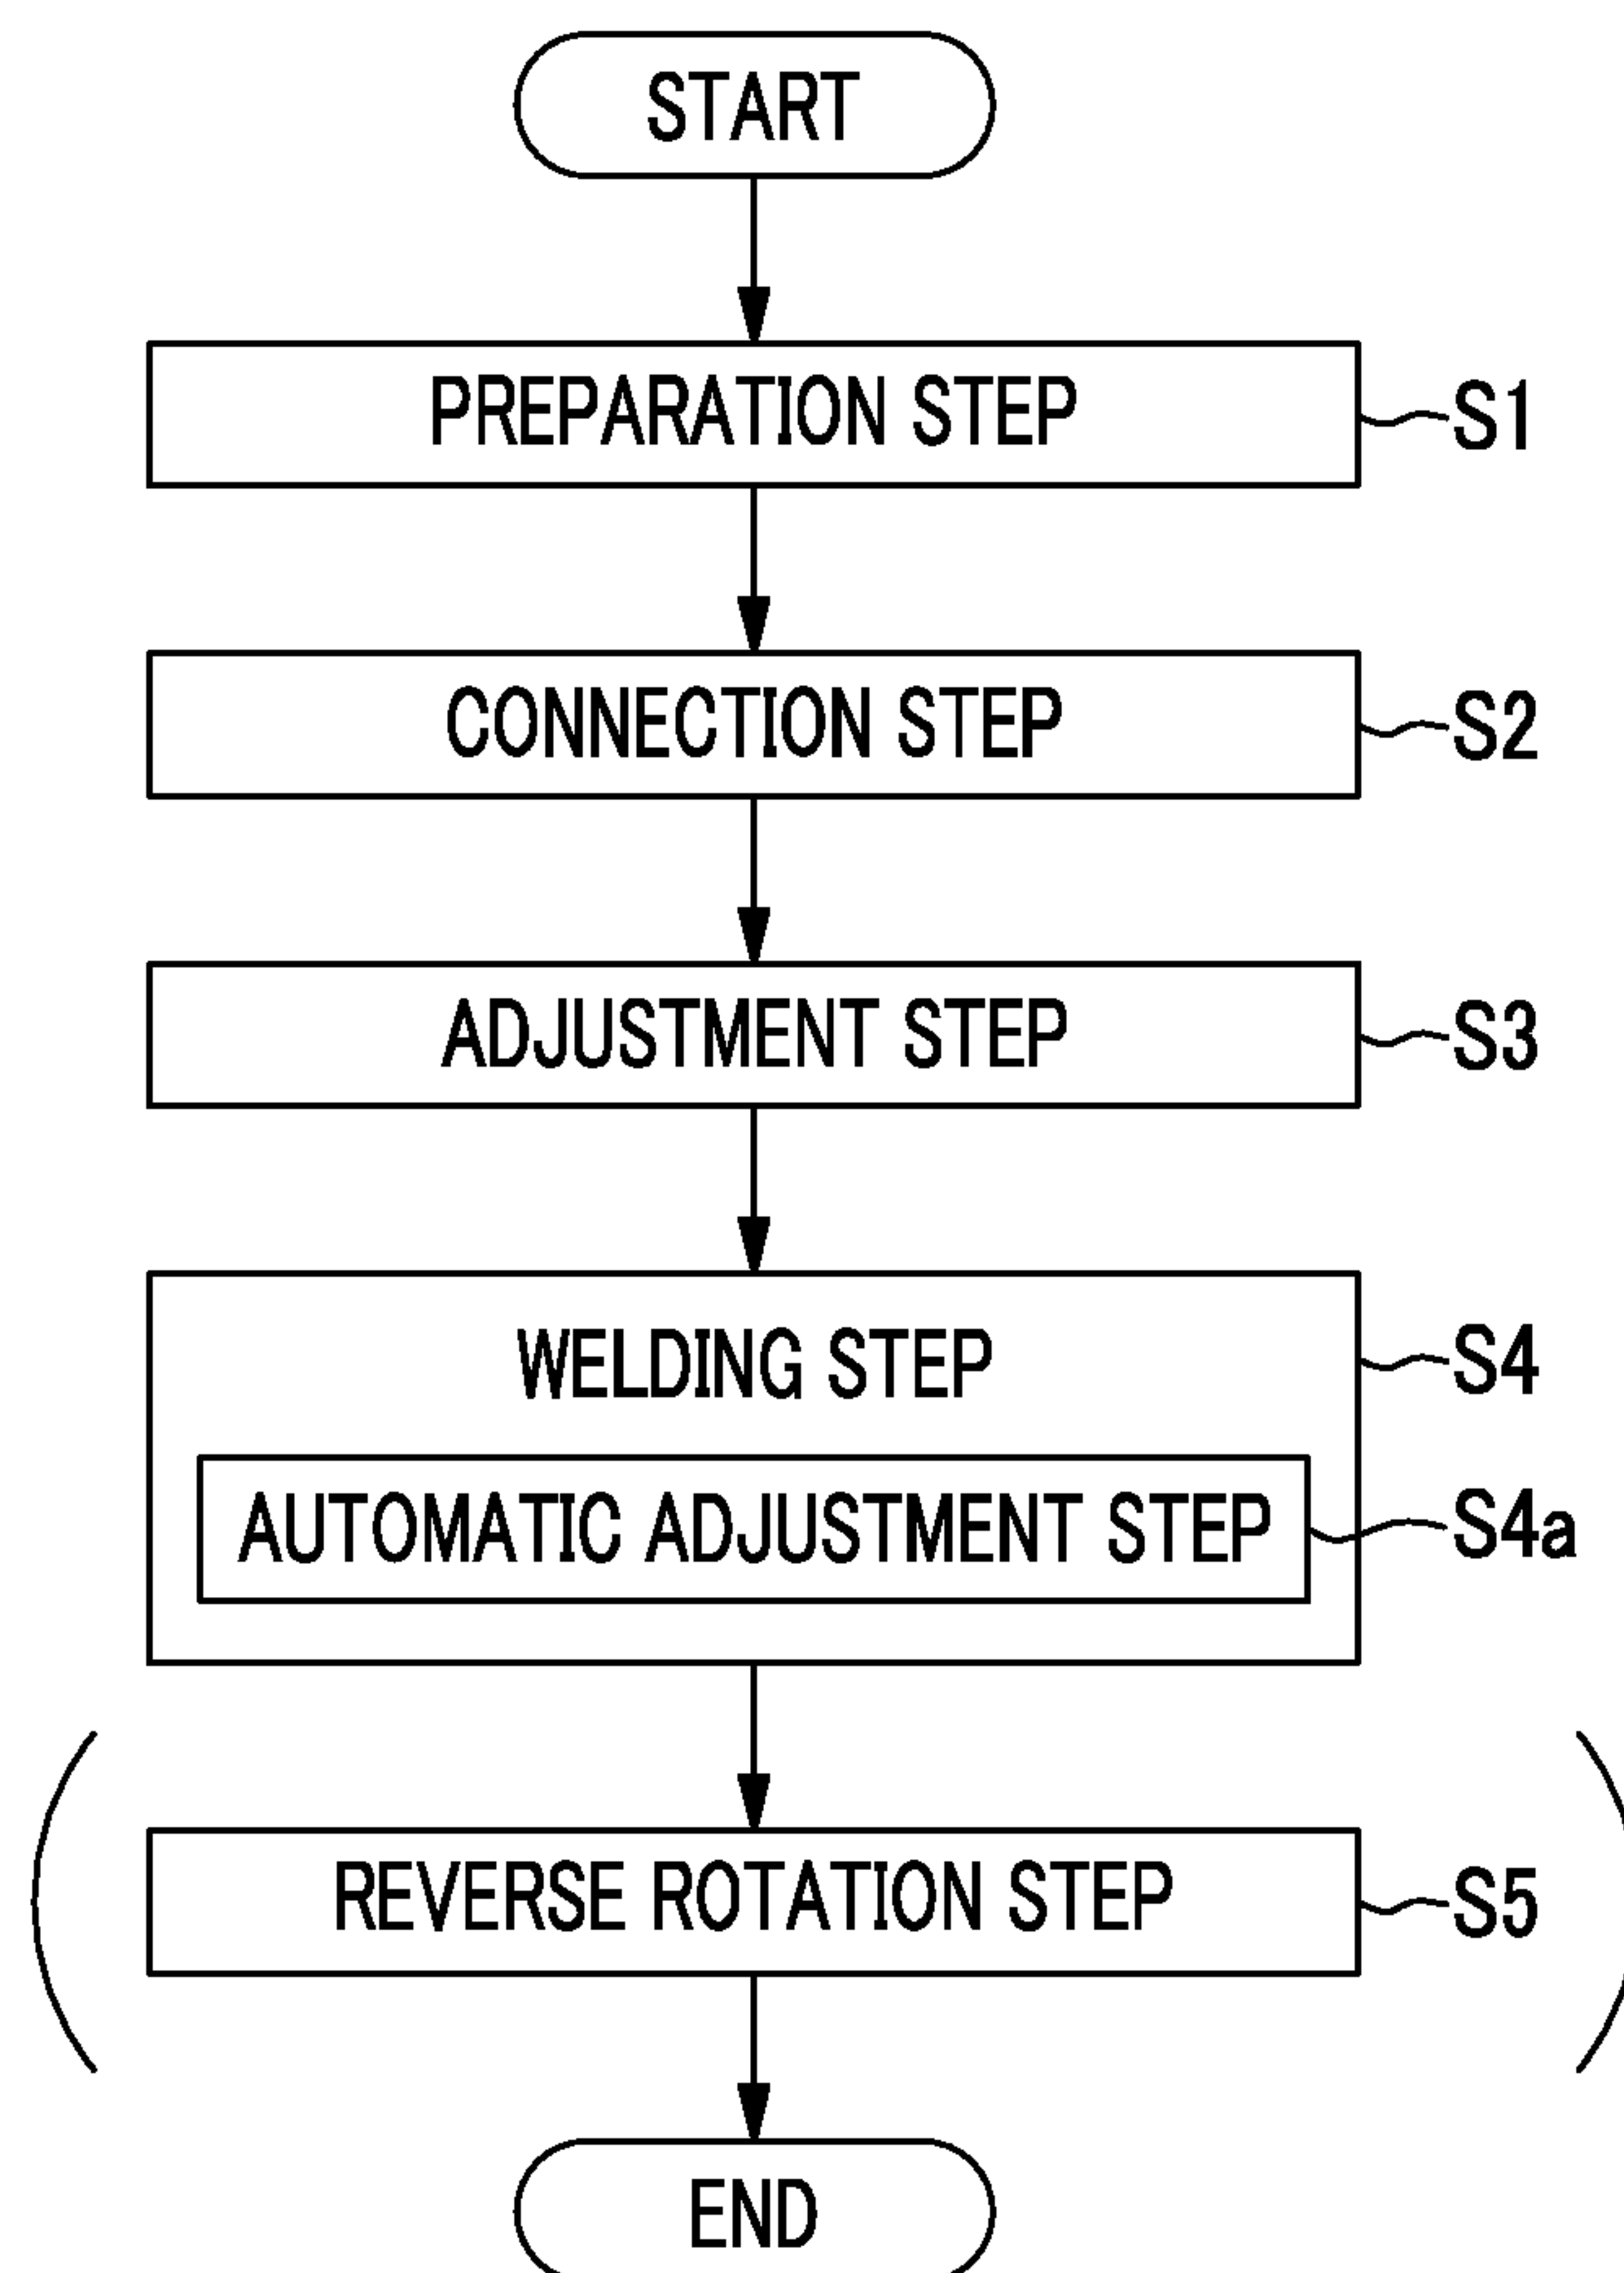 START
PREPARATION STEP
S1
CONNECTION STEP
S2
ADJUSTMENT STEP
S3
WELDING STEP
S4
AUTOMATIC ADJUSTMENT STEP
S4a
REVERSE ROTATION STEP
S5
END